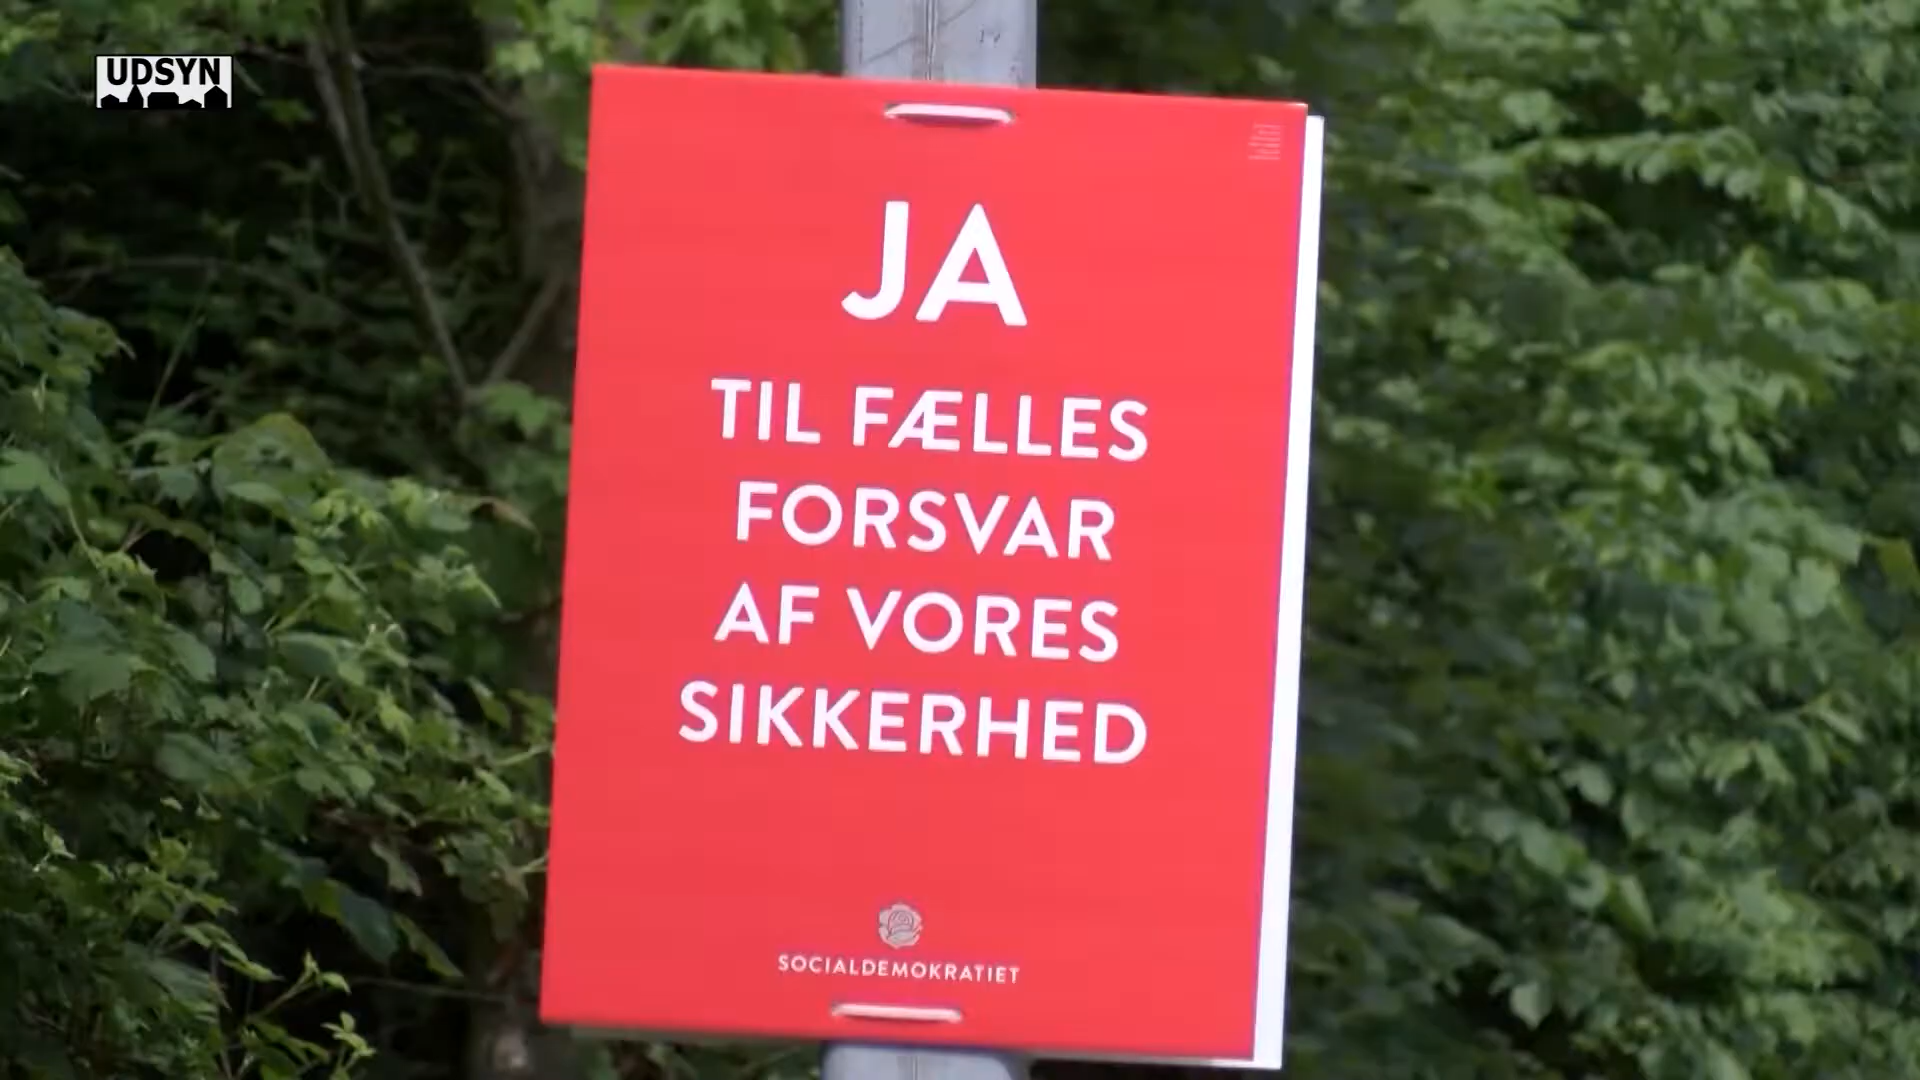 UDSYN
JA
TIL FÆLLES
FORSVAR
AF VORES
SIKKERHED
SOCIALDEMOKRATIET